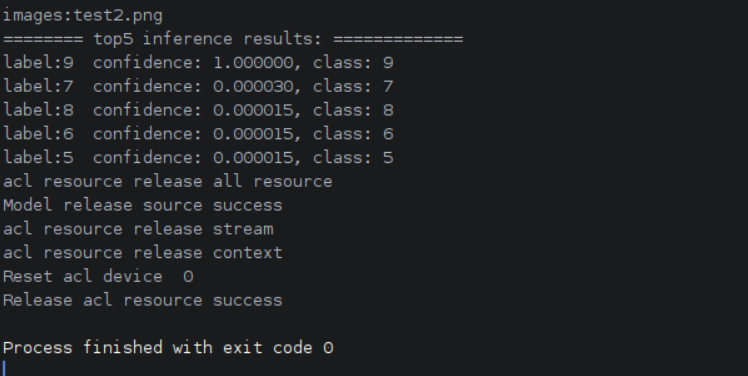 images:test2.png
======== top5 inference results: =============
label:9  confidence: 1.000000, class: 9
label:7  confidence: 0.000030, class: 7
label:8  confidence: 0.000015, class: 8
label:6  confidence: 0.000015, class: 6
label:5  confidence: 0.000015, class: 5
acl resource release all resource
Model release source success
acl resource release stream
acl resource release context
Reset acl device  0
Release acl resource success
Process finished with exit code 0